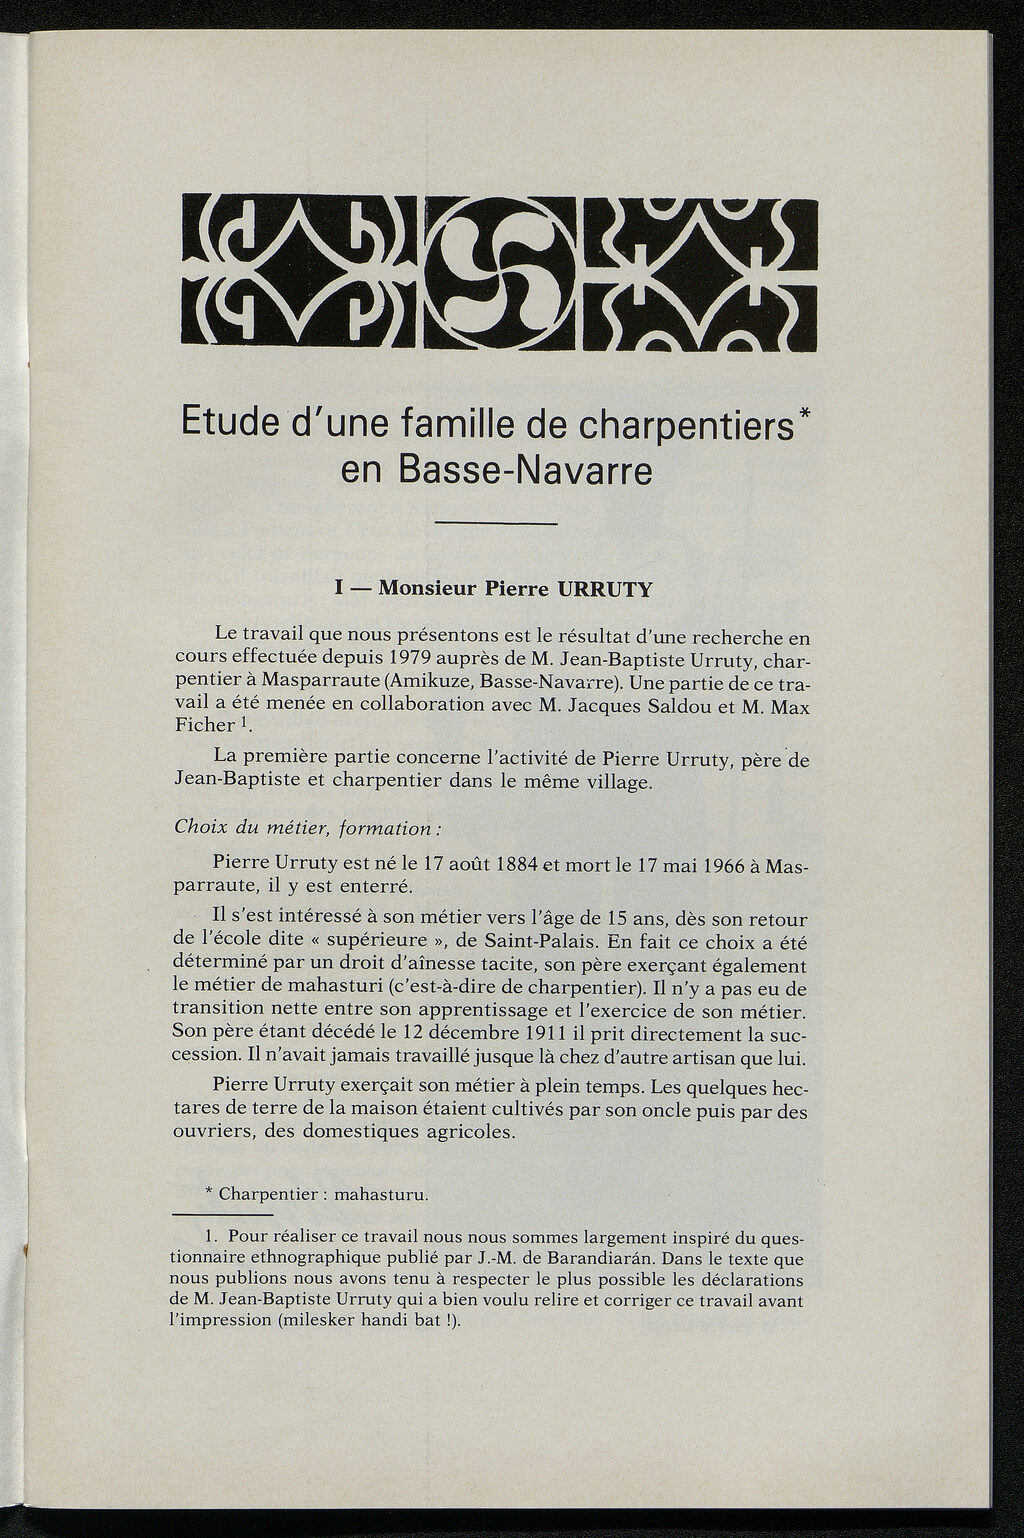 Etude d'une famille de charpentiers*
en Basse-Navarre
I — Monsieur Pierre URRUTY
Le travail que nous présentons est le résultat d'une recherche en
cours effectuée depuis 1979 auprès de M. Jean-Baptiste Urruty, char-
pentier à Masparraute (Amikuze, Basse-Navarre). Une partie de ce tra-
vail a été menée en collaboration avec M. Jacques Saldou et M. Max
Ficher 1.
La première partie concerne l'activité de Pierre Urruty, père de
Jean-Baptiste et charpentier dans le même village.
Choix du métier, formation :
Pierre Urruty est né le 17 août 1884 et mort le 17 mai 1966 à Mas-
parraute, il y est enterré.
Il s'est intéressé à son métier vers l'âge de 15 ans, dès son retour
de l'école dite « supérieure », de Saint-Palais. En fait ce choix a été
déterminé par un droit d'aînesse tacite, son père exerçant également
le métier de mahasturi (c'est-à-dire de charpentier). Il n'y a pas eu de
transition nette entre son apprentissage et l'exercice de son métier.
Son père étant décédé le 12 décembre 1911 il prit directement la suc-
cession. Il n'avait jamais travaillé jusque là chez d'autre artisan que lui.
Pierre Urruty exerçait son métier à plein temps. Les quelques hec-
tares de terre de la maison étaient cultivés par son oncle puis par des
ouvriers, des domestiques agricoles.
* Charpentier : mahasturu.
1. Pour réaliser ce travail nous nous sommes largement inspiré du ques-
tionnaire ethnographique publié par J.-M. de Barandiarán. Dans le texte que
nous publions nous avons tenu à respecter le plus possible les déclarations
de M. Jean-Baptiste Urruty qui a bien voulu relire et corriger ce travail avant
l'impression (milesker handi bat !).